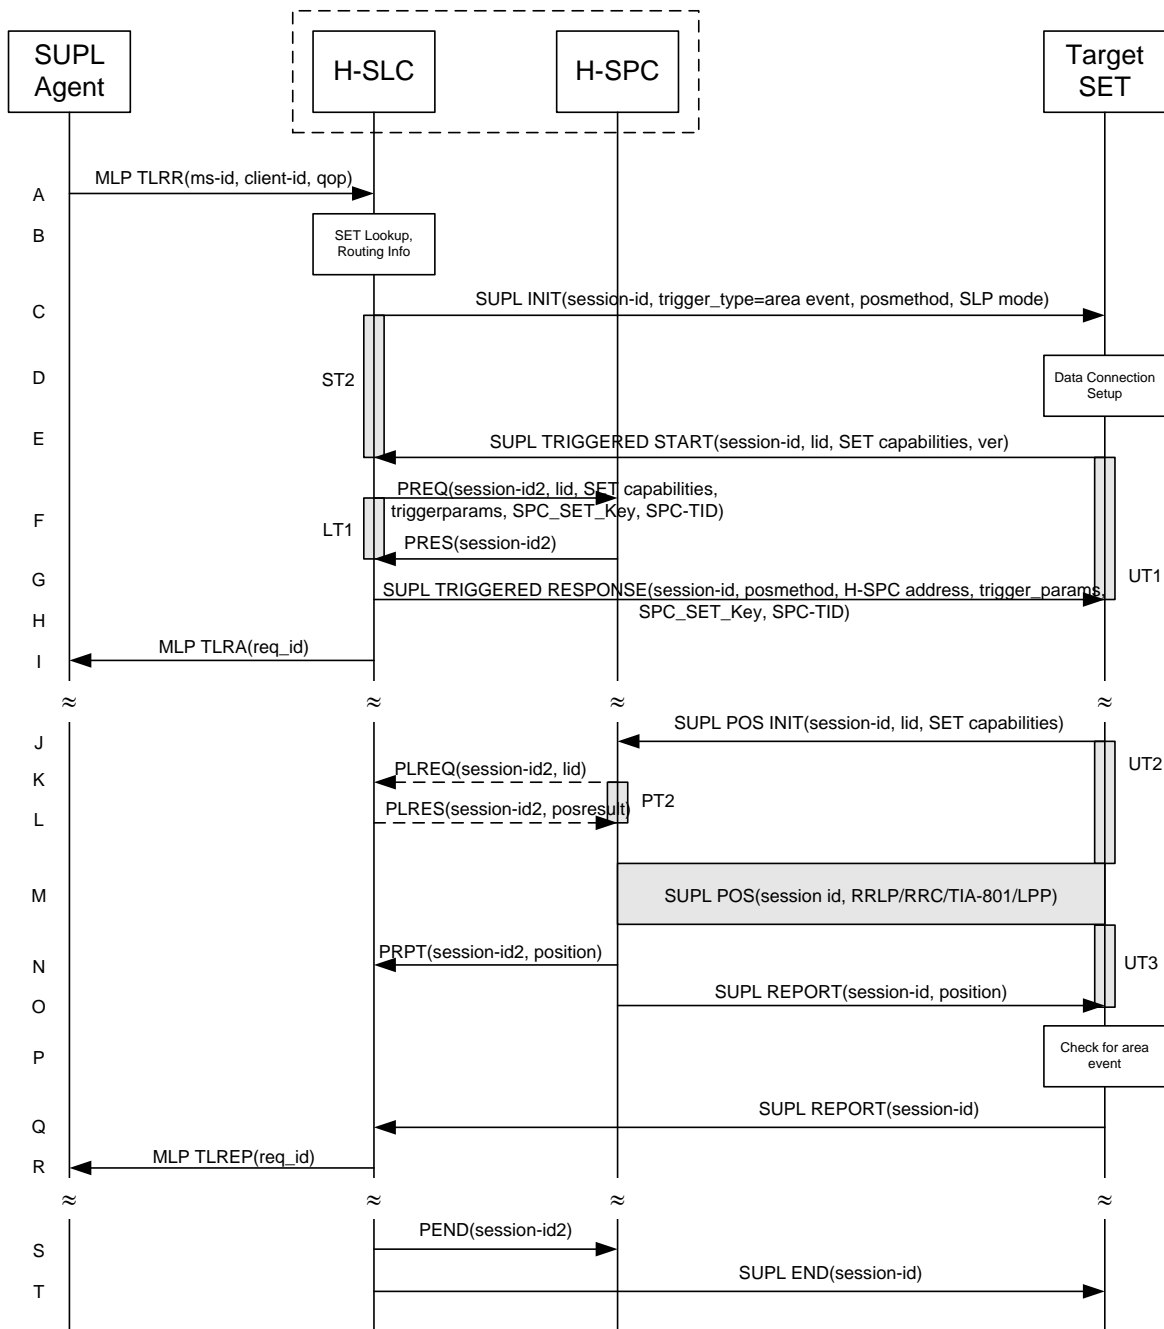 SUPL
Agent
H-SLC
H-SPC
Target
SET
A
MLP TLRR(ms-id, client-id, qop)
B
SET Lookup,
Routing Info
C
SUPL INIT(session-id, trigger_type=area event, posmethod, SLP mode)
D
ST2
Data Connection
Setup
E
SUPL TRIGGERED START(session-id, lid, SET capabilities, ver)
F
LT1
PREQ(session-id2, lid, SET capabilities,
triggerparams, SPC_SET_Key, SPC-TID)
PRES(session-id2)
G
UT1
SUPL TRIGGERED RESPONSE(session-id, posmethod, H-SPC address, trigger_params,
SPC_SET_Key, SPC-TID)
H
I
MLP TLRA(req_id)
≈ ≈ ≈ ≈
J
SUPL POS INIT(session-id, lid, SET capabilities)
UT2
K
PLREQ(session-id2, lid)
PT2
L
PLRES(session-id2, posresult)
M
SUPL POS(session id, RRLP/RRC/TIA-801/LPP)
N
PRPT(session-id2, position)
UT3
O
SUPL REPORT(session-id, position)
P
Check for area
event
Q
SUPL REPORT(session-id)
R
MLP TLREP(req_id)
≈ ≈ ≈ ≈
S
PEND(session-id2)
T
SUPL END(session-id)